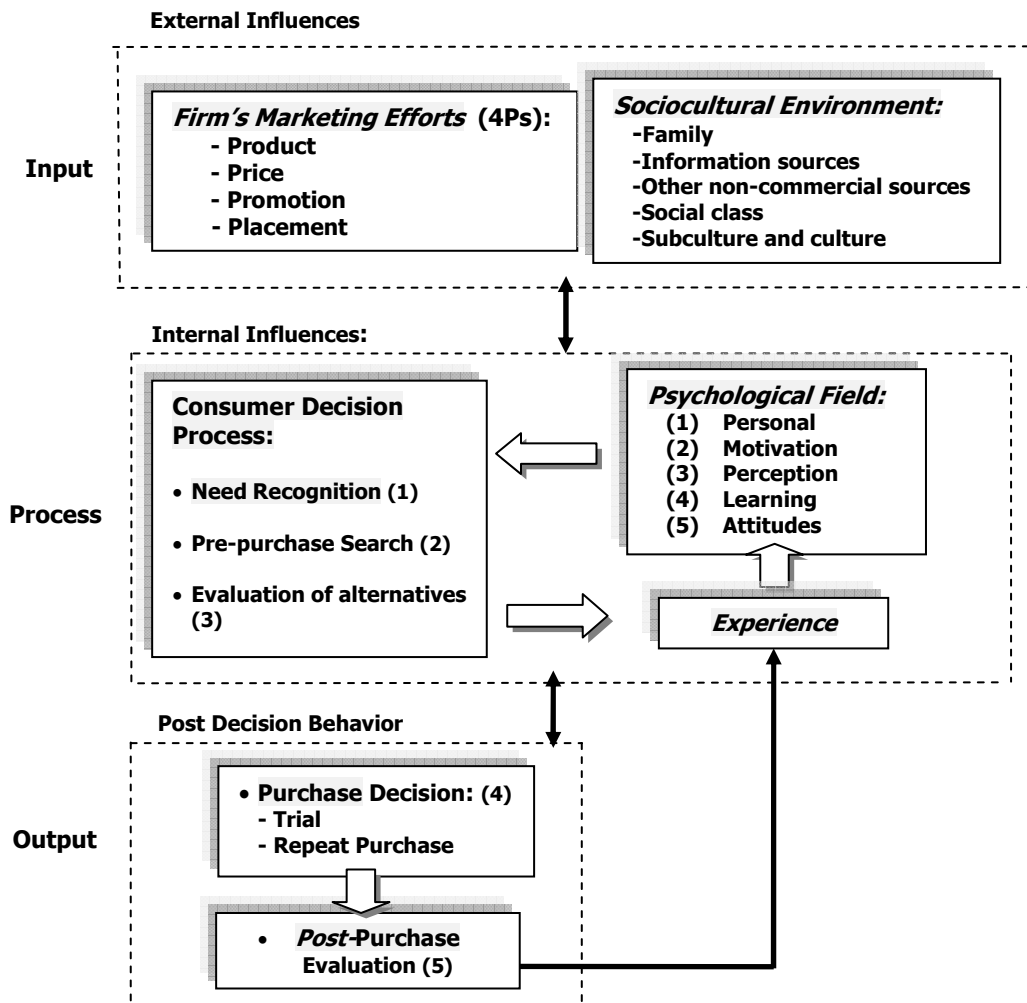 External Influences
Input
Firm's Marketing Efforts (4Ps):
- Product
- Price
- Promotion
- Placement
Sociocultural Environment:
-Family
-Information sources
-Other non-commercial sources
-Social class
-Subculture and culture
Internal Influences:
Process
Consumer Decision
Process:
• Need Recognition (1)
• Pre-purchase Search (2)
• Evaluation of alternatives
(3)
Psychological Field:
(1) Personal
(2) Motivation
(3) Perception
(4) Learning
(5) Attitudes
Experience
Post Decision Behavior
Output
• Purchase Decision: (4)
- Trial
- Repeat Purchase
• Post-Purchase
Evaluation (5)